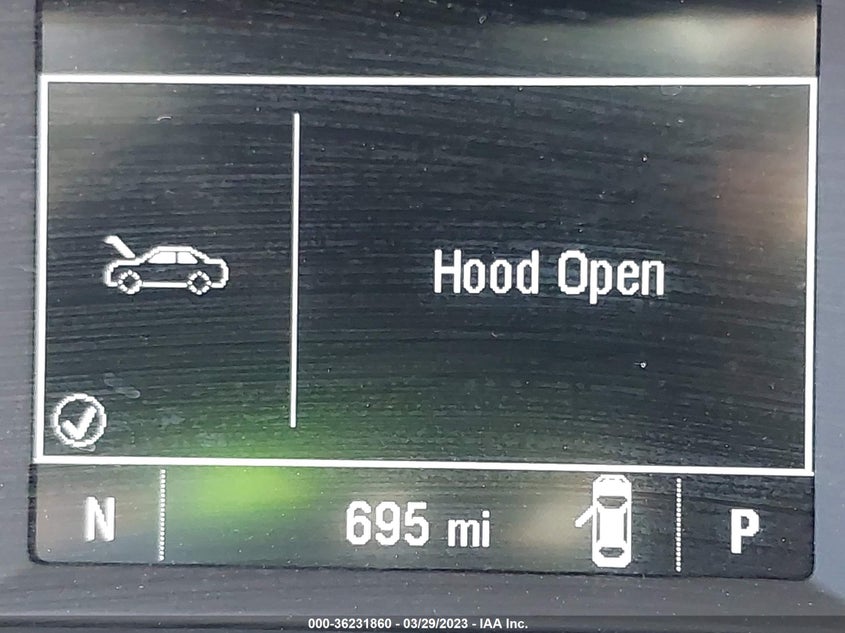 Hood Open
N 695 mi P
000-36231860 - 03/29/2023 - IAA Inc.